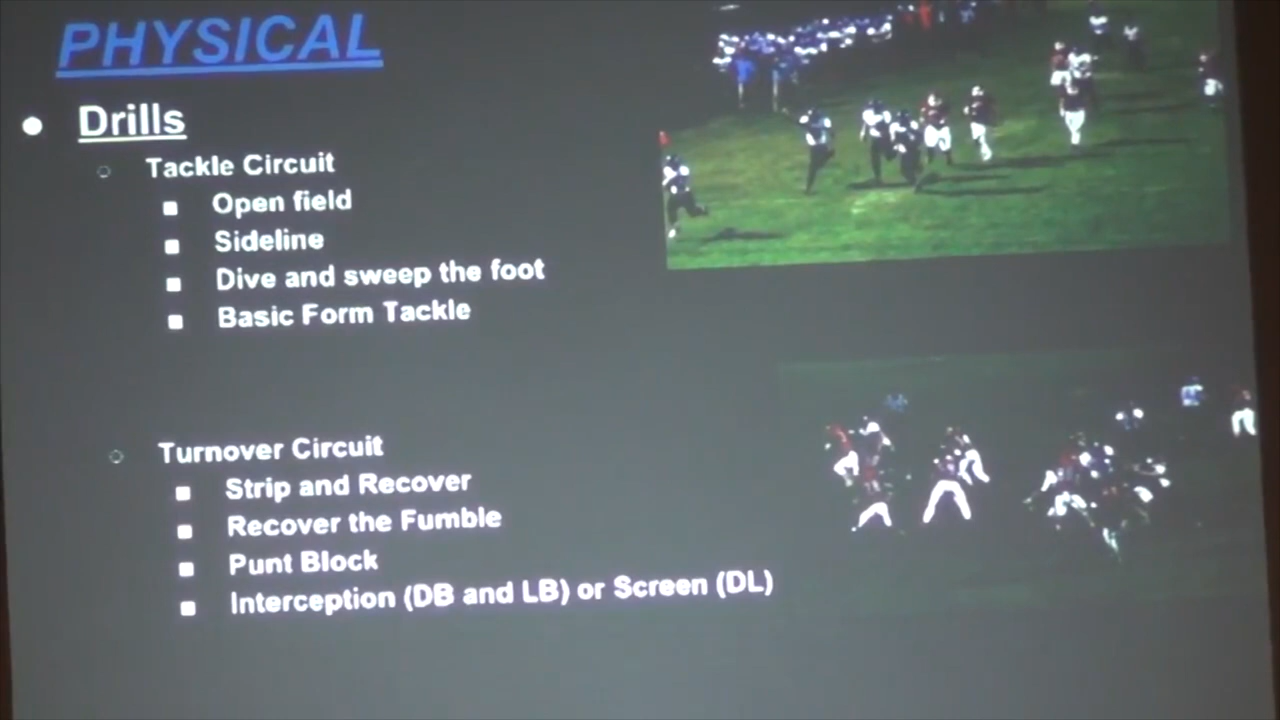 PHYSICAL
Drills
Tackle Circuit
Open field
Sideline
Dive and sweep the foot
Basic Form Tackle
Turnover Circuit
Strip and Recover
Recover the Fumble
Punt Block
Interception (DB and LB) or Screen (DL)